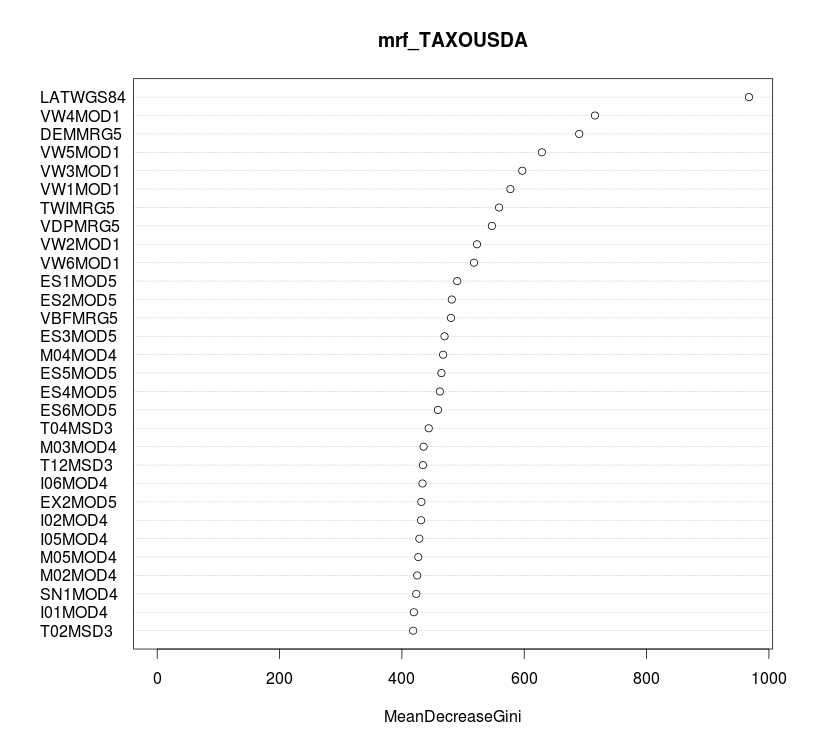 mrf_TAXOUSDA
LATWGS84
VW4MOD1
DEMMRG5
VW5MOD1
VW3MOD1
VW1MOD1
TWIMRG5
VDPMRG5
VW2MOD1
VW6MOD1
ES1MOD5
ES2MOD5
VBFMRG5
ES3MOD5
M04MOD4
ES5MOD5
ES4MOD5
ES6MOD5
T04MSD3
M03MOD4
T12MSD3
I06MOD4
EX2MOD5
I02MOD4
I05MOD4
M05MOD4
M02MOD4
SN1MOD4
I01MOD4
T02MSD3
0 200 400 600 800 1000
MeanDecreaseGini